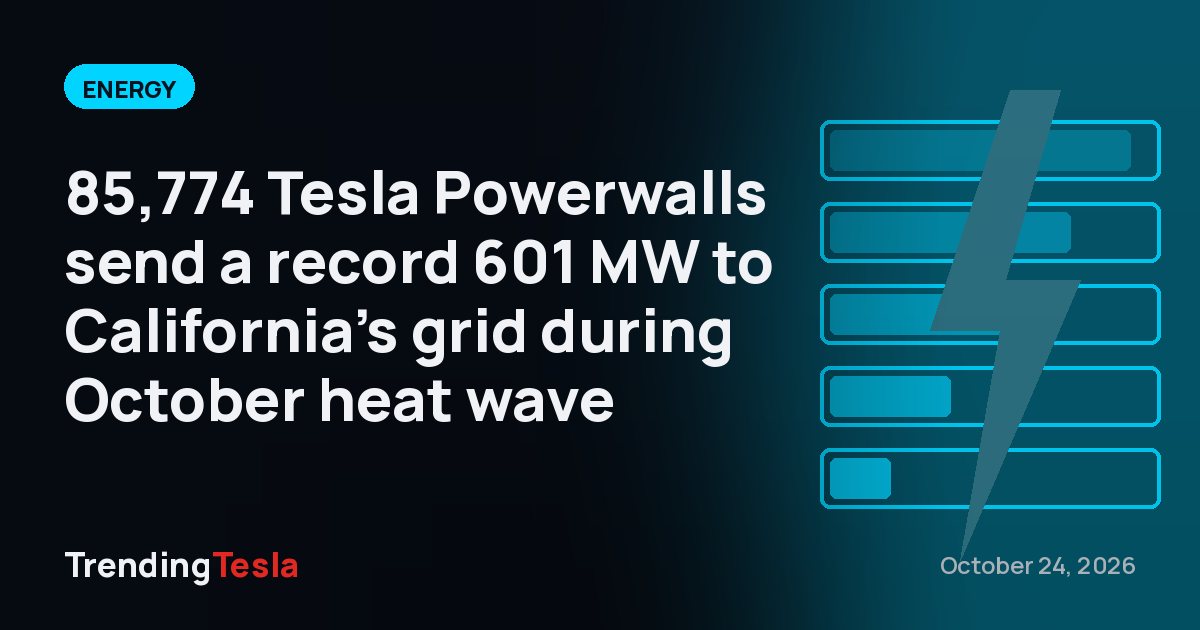 ENERGY
85,774 Tesla Powerwalls
send a record 601 MW to
California’s grid during
October heat wave
TrendingTesla
October 24, 2026